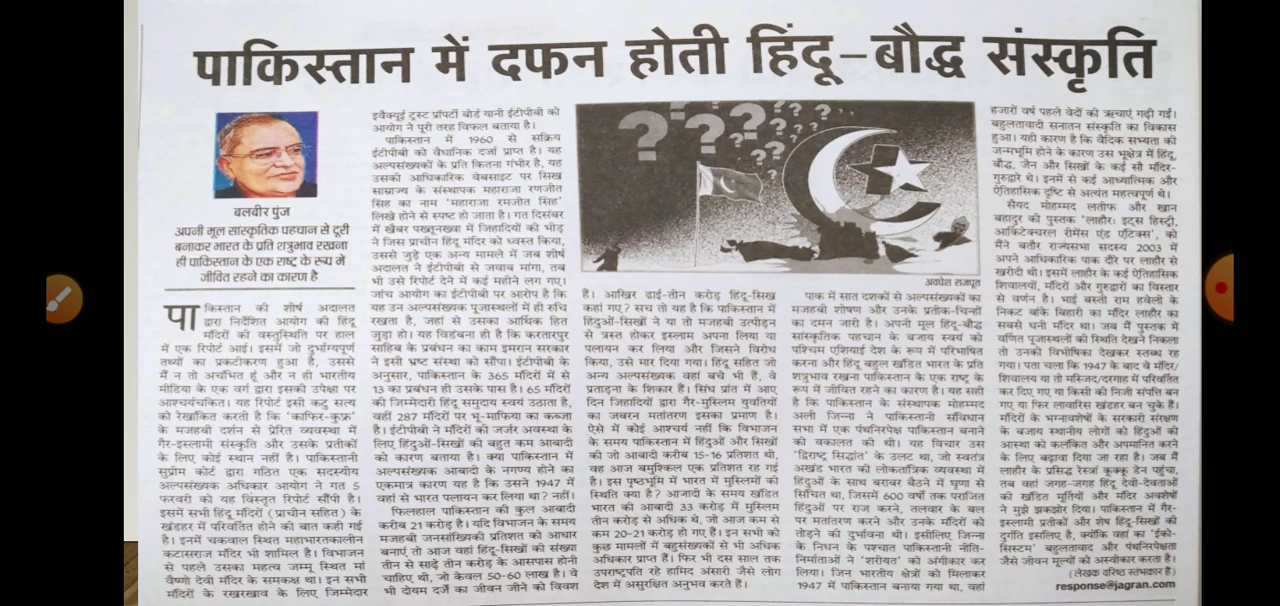 पाकिस्तान में दफन होती हिंदू-बौद्ध संस्कृति
बलबीर पुंज
अपनी मूल सांस्कृतिक पहचान से दूरी
बनाकर भारत के प्रति शत्रुभाव रखना
ही पाकिस्तान के एक राष्ट्र के रूप में
जीवित रहने का कारण है
पाकिस्तान की शीर्ष अदालत
द्वारा निर्देशित आयोग की हिंदू
मंदिरों की वस्तुस्थिति पर हाल
में एक रिपोर्ट आई। इसमें जो दुर्भाग्यपूर्ण
तथ्यों का प्रकटीकरण हुआ है, उससे
मैं न तो अचंभित हूं और न ही भारतीय
मीडिया के एक वर्ग द्वारा इसकी उपेक्षा पर
आश्चर्यचकित। यह रिपोर्ट इसी कटु सत्य
को रेखांकित करती है कि 'काफिर-कुफ्र'
के मजहबी दर्शन से प्रेरित व्यवस्था में
गैर-इस्लामी संस्कृति और उसके प्रतीकों
के लिए कोई स्थान नहीं है। पाकिस्तानी
सुप्रीम कोर्ट द्वारा गठित एक सदस्यीय
अल्पसंख्यक अधिकार आयोग ने गत 5
फरवरी को यह विस्तृत रिपोर्ट सौंपी है।
इसमें सभी हिंदू मंदिरों (प्राचीन सहित) के
खंडहर में परिवर्तित होने की बात कही गई
है। इनमें चकवाल स्थित महाभारतकालीन
कटासराज मंदिर भी शामिल है। विभाजन
से पहले उसका महत्व जम्मू स्थित मां
वैष्णो देवी मंदिर के समकक्ष था। इन सभी
मंदिरों के रखरखाव के लिए जिम्मेदार
इवैक्यूई ट्रस्ट प्रॉपर्टी बोर्ड यानी ईटीपीबी को
आयोग ने पूरी तरह विफल बताया है।
पाकिस्तान में 1960 से सक्रिय
ईटीपीबी को वैधानिक दर्जा प्राप्त है। यह
अल्पसंख्यकों के प्रति कितना गंभीर है, यह
उसकी आधिकारिक वेबसाइट पर सिख
साम्राज्य के संस्थापक महाराजा रणजीत
सिंह का नाम 'महाराजा रमजीत सिंह'
लिखे होने से स्पष्ट हो जाता है। गत दिसंबर
में खैबर पख्तूनख्वा में जिहादियों की भीड़
ने जिस प्राचीन हिंदू मंदिर को ध्वस्त किया,
उससे जुड़े एक अन्य मामले में जब शीर्ष
अदालत ने ईटीपीबी से जवाब मांगा, तब
भी उसे रिपोर्ट देने में कई महीने लग गए।
जांच आयोग का ईटीपीबी पर आरोप है कि
यह उन अल्पसंख्यक पूजास्थलों में ही रुचि
रखता है, जहां से उसका आर्थिक हित
जुड़ा हो। यह विडंबना ही है कि करतारपुर
साहिब के प्रबंधन का काम इमरान सरकार
ने इसी भ्रष्ट संस्था को सौंपा। ईटीपीबी के
अनुसार, पाकिस्तान के 365 मंदिरों में से
13 का प्रबंधन ही उसके पास है। 65 मंदिरों
की जिम्मेदारी हिंदू समुदाय स्वयं उठाता है,
वहीं 287 मंदिरों पर भू-माफिया का कब्जा
है। ईटीपीबी ने मंदिरों की जर्जर अवस्था के
लिए हिंदुओं-सिखों की बहुत कम आबादी
को कारण बताया है। क्या पाकिस्तान में
अल्पसंख्यक आबादी के नगण्य होने का
एकमात्र कारण यह है कि उसने 1947 में
वहां से भारत पलायन कर लिया था? नहीं।
फिलहाल पाकिस्तान की कुल आबादी
करीब 21 करोड़ है। यदि विभाजन के समय
मजहबी जनसांख्यिकी प्रतिशत को आधार
बनाएं तो आज वहां हिंदू-सिखों की संख्या
तीन से साढ़े तीन करोड़ के आसपास होनी
चाहिए थी, जो केवल 50-60 लाख है। वे
भी दोयम दर्जे का जीवन जीने को विवश
अवधेश राजपूत
हैं। आखिर ढाई-तीन करोड़ हिंदू-सिख
कहां गए? सच तो यह है कि पाकिस्तान में
हिंदुओं-सिखों ने या तो मजहबी उत्पीड़न
से त्रस्त होकर इस्लाम अपना लिया या
पलायन कर लिया और जिसने विरोध
किया, उसे मार दिया गया। हिंदू सहित जो
अन्य अल्पसंख्यक वहां बचे भी हैं, वे
प्रताड़ना के शिकार हैं। सिंध प्रांत में आए
दिन जिहादियों द्वारा गैर-मुस्लिम युवतियों
का जबरन मतांतरण इसका प्रमाण है।
ऐसे में कोई आश्चर्य नहीं कि विभाजन
के समय पाकिस्तान में हिंदुओं और सिखों
की जो आबादी करीब 15-16 प्रतिशत थी,
वह आज बमुश्किल एक प्रतिशत रह गई
है। इस पृष्ठभूमि में भारत में मुस्लिमों की
स्थिति क्या है? आजादी के समय खंडित
भारत की आबादी 33 करोड़ में मुस्लिम
तीन करोड़ से अधिक थे, जो आज कम से
कम 20-21 करोड़ हो गए हैं। इन सभी को
कुछ मामलों में बहुसंख्यकों से भी अधिक
अधिकार प्राप्त हैं। फिर भी दस साल तक
उपराष्ट्रपति रहे हामिद अंसारी जैसे लोग
देश में असुरक्षित अनुभव करते हैं।
पाक में सात दशकों से अल्पसंख्यकों का
मजहबी शोषण और उनके प्रतीक-चिन्हों
का दमन जारी है। अपनी मूल हिंदू-बौद्ध
सांस्कृतिक पहचान के बजाय स्वयं को
पश्चिम एशियाई देश के रूप में परिभाषित
करना और हिंदू बहुल खंडित भारत के प्रति
शत्रुभाव रखना पाकिस्तान के एक राष्ट्र के
रूप में जीवित रहने का कारण है। यह सही
है कि पाकिस्तान के संस्थापक मोहम्मद
अली जिन्ना ने पाकिस्तानी संविधान
सभा में एक पंथनिरपेक्ष पाकिस्तान बनाने
की वकालत की थी। यह विचार उस
'द्विराष्ट्र सिद्धांत' के उलट था, जो स्वतंत्र
अखंड भारत की लोकतांत्रिक व्यवस्था में
हिंदुओं के साथ बराबर बैठने में घृणा से
सिंचित था, जिसमें 600 वर्षों तक पराजित
हिंदुओं पर राज करने, तलवार के बल
पर मतांतरण करने और उनके मंदिरों को
तोड़ने की दुर्भावना थी। इसीलिए जिन्ना
के निधन के पश्चात पाकिस्तानी नीति-
निर्माताओं ने 'शरीयत' को अंगीकार कर
लिया। जिन भारतीय क्षेत्रों को मिलाकर
1947 में पाकिस्तान बनाया गया था, वहां
हजारों वर्ष पहले वेदों की ऋचाएं गढ़ी गईं।
बहुलतावादी सनातन संस्कृति का विकास
हुआ। यही कारण है कि वैदिक सभ्यता की
जन्मभूमि होने के कारण उस भूक्षेत्र में हिंदू,
बौद्ध, जैन और सिखों के कई सौ मंदिर-
गुरुद्वारे थे। इनमें से कई आध्यात्मिक और
ऐतिहासिक दृष्टि से अत्यंत महत्वपूर्ण थे।
सैयद मोहम्मद लतीफ और खान
बहादुर की पुस्तक 'लाहौर: इट्स हिस्ट्री,
आर्किटेक्चरल रीमेंस एंड एंटिक्स', को
मैंने बतौर राज्यसभा सदस्य 2003 में
अपने आधिकारिक पाक दौरे पर लाहौर से
खरीदी थी। इसमें लाहौर के कई ऐतिहासिक
शिवालयों, मंदिरों और गुरुद्वारों का विस्तार
से वर्णन है। भाई बस्ती राम हवेली के
निकट बांके बिहारी का मंदिर लाहौर का
सबसे धनी मंदिर था। जब मैं पुस्तक में
वर्णित पूजास्थलों की स्थिति देखने निकला
तो उनकी विभीषिका देखकर स्तब्ध रह
गया। पता चला कि 1947 के बाद वे मंदिर/
शिवालय या तो मस्जिद/दरगाह में परिवर्तित
कर दिए गए या किसी की निजी संपत्ति बन
गए या फिर लावारिस खंडहर बन चुके हैं।
मंदिरों के भग्नावशेषों के सरकारी संरक्षण
के बजाय स्थानीय लोगों को हिंदुओं की
आस्था को कलंकित और अपमानित करने
के लिए बढ़ावा दिया जा रहा है। जब मैं
लाहौर के प्रसिद्ध रेस्त्रां कुक्कू डेन पहुंचा,
तब वहां जगह-जगह हिंदू देवी-देवताओं
की खंडित मूर्तियों और मंदिर अवशेषों
ने मुझे झकझोर दिया। पाकिस्तान में गैर-
इस्लामी प्रतीकों और शेष हिंदू-सिखों की
दुर्गति इसलिए है, क्योंकि वहां का 'ईको-
सिस्टम' बहुलतावाद और पंथनिरपेक्षता
जैसे जीवन मूल्यों को अस्वीकार करता है।
(लेखक वरिष्ठ स्तंभकार हैं)
response@jagran.com